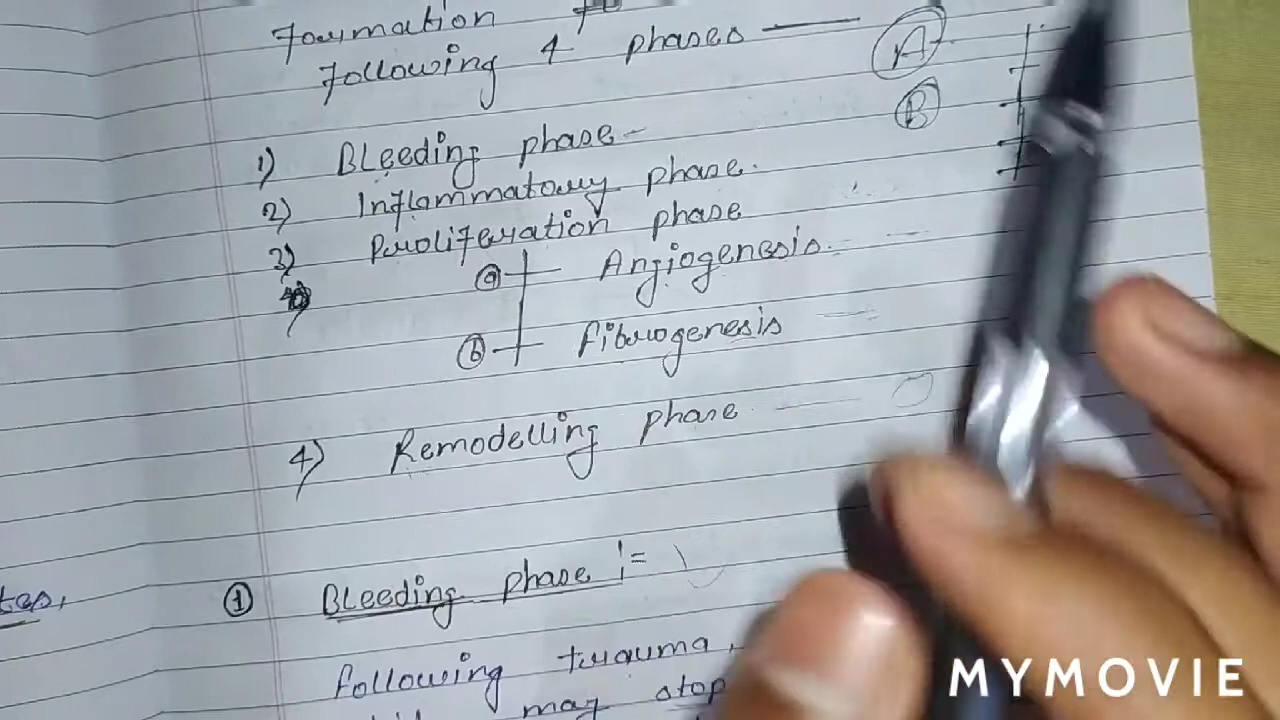 Formation
following 4 phases —
A
B
1) Bleeding phase -
2) Inflammatory phase.
3) Proliferation phase
a Angiogenesis
b Fibrogenesis
4) Remodelling phase
① Bleeding phase :=
following trauma,
may stop
MYMOVIE